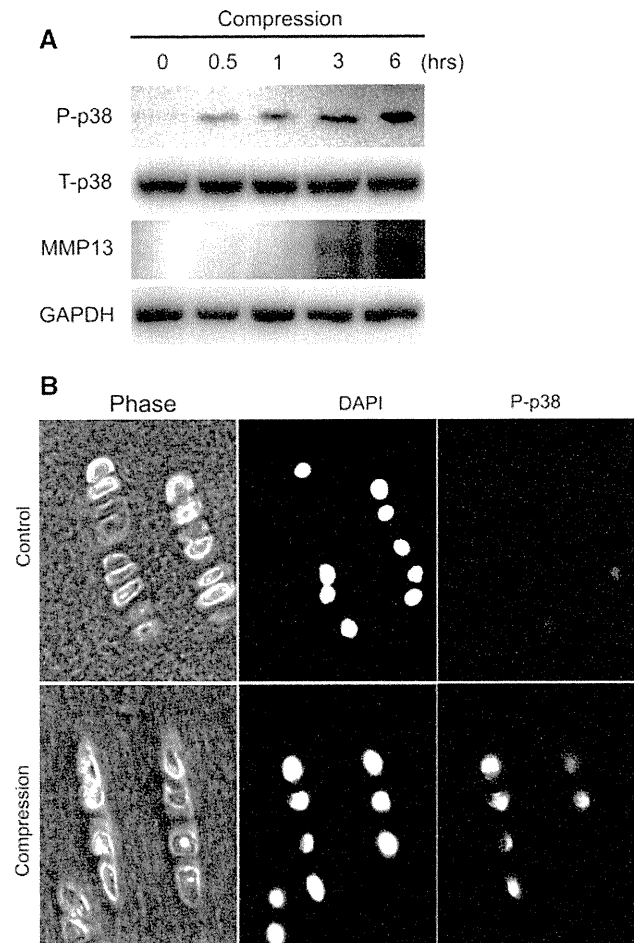 A
Compression
0 0.5 1 3 6 (hrs)
P-p38
T-p38
MMP13
GAPDH
B
Phase DAPI P-p38
Control
Compression